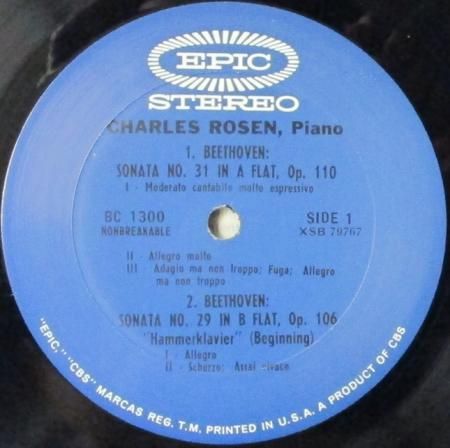 EPIC
STEREO
CHARLES ROSEN, Piano
1. BEETHOVEN:
SONATA NO. 31 IN A FLAT, Op. 110
I - Moderato cantabile molto espressivo
BC 1300
NONBREAKABLE
SIDE 1
XSB 79767
II - Allegro molto
III - Adagio ma non troppo; Fuga; Allegro
ma non troppo
2. BEETHOVEN:
SONATA NO. 29 IN B FLAT, Op. 106
"Hammerklavier" (Beginning)
I - Allegro
II - Scherzo: Assai vivace
"EPIC," "CBS" MARCAS REG. T.M. PRINTED IN U.S.A. A PRODUCT OF CBS